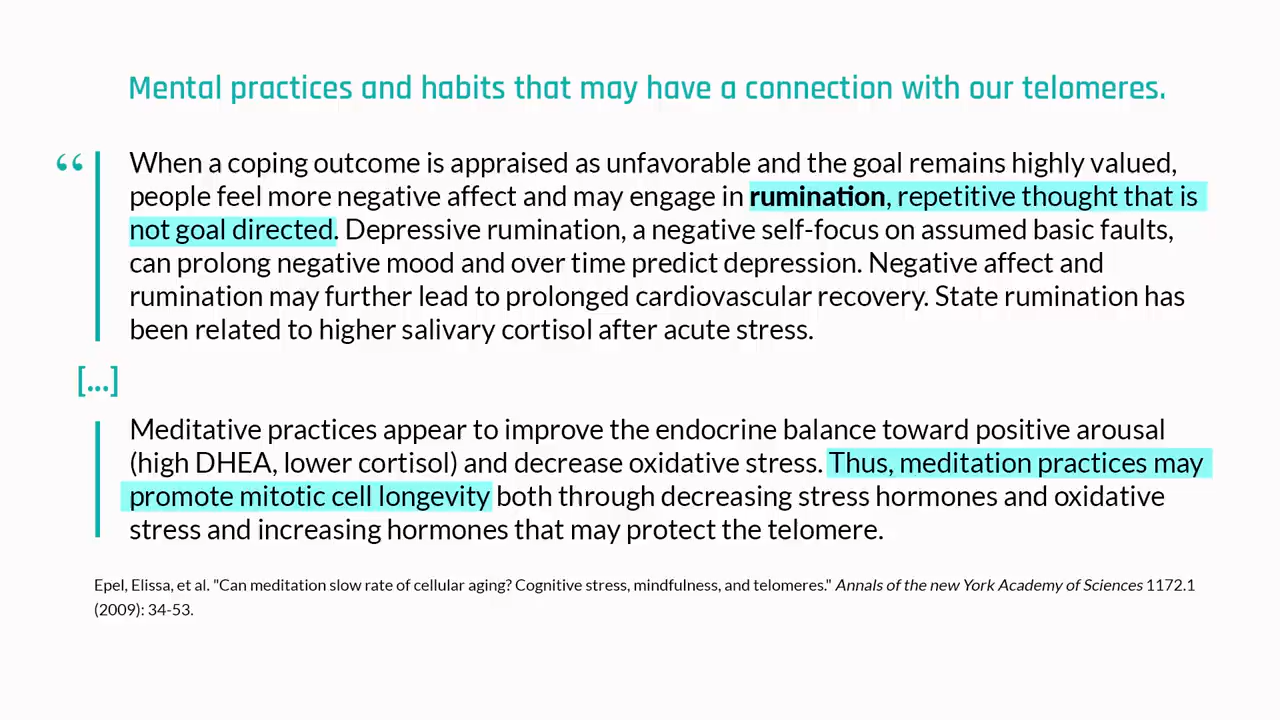 Mental practices and habits that may have a connection with our telomeres.
“ When a coping outcome is appraised as unfavorable and the goal remains highly valued,
people feel more negative affect and may engage in rumination, repetitive thought that is
not goal directed. Depressive rumination, a negative self-focus on assumed basic faults,
can prolong negative mood and over time predict depression. Negative affect and
rumination may further lead to prolonged cardiovascular recovery. State rumination has
been related to higher salivary cortisol after acute stress.
[...]
Meditative practices appear to improve the endocrine balance toward positive arousal
(high DHEA, lower cortisol) and decrease oxidative stress. Thus, meditation practices may
promote mitotic cell longevity both through decreasing stress hormones and oxidative
stress and increasing hormones that may protect the telomere.
Epel, Elissa, et al. "Can meditation slow rate of cellular aging? Cognitive stress, mindfulness, and telomeres." Annals of the new York Academy of Sciences 1172.1
(2009): 34-53.